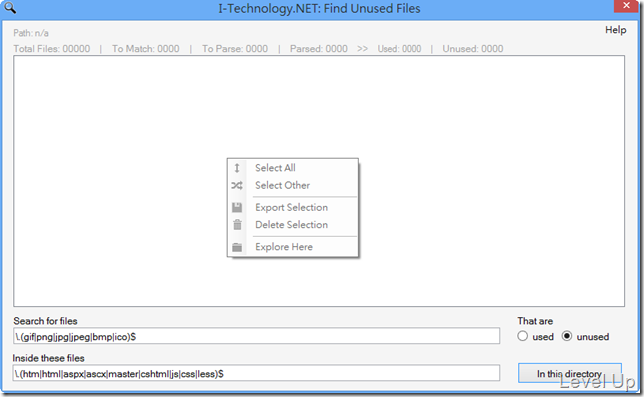 I-Technology.NET: Find Unused Files
Path: n/a
Help
Total Files: 00000 | To Match: 0000 | To Parse: 0000 | Parsed: 0000 >> Used: 0000 | Unused: 0000
Select All
Select Other
Export Selection
Delete Selection
Explore Here
Search for files
That are
\.(gif|png|jpg|jpeg|bmp|ico)$
used unused
Inside these files
\.(htm|html|aspx|ascx|master|cshtml|js|css|less)$
In this directory
Level Up